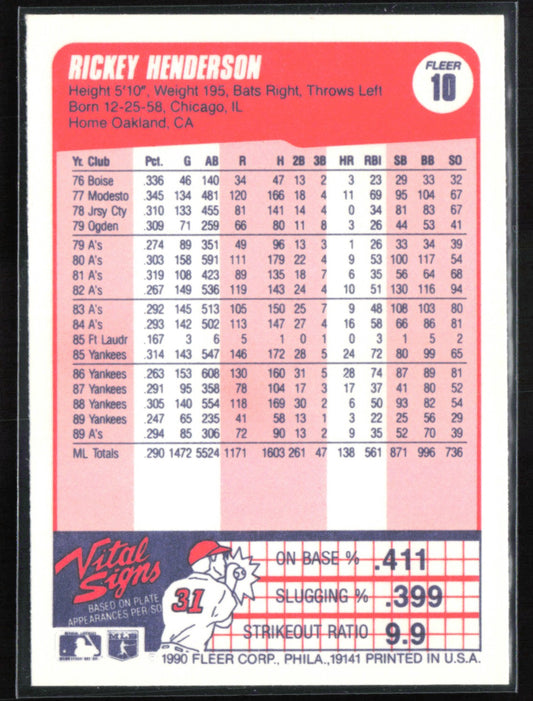 RICKEY HENDERSON
FLEER
10
Height 5'10", Weight 195, Bats Right, Throws Left
Born 12-25-58, Chicago, IL
Home Oakland, CA
Yr. Club Pct. G AB R H 2B 3B HR RBI SB BB SO
76 Boise .336 46 140 34 47 13 2 3 23 29 33 32
77 Modesto .345 134 481 120 166 18 4 11 69 95 104 67
78 Jrsy Cty .310 133 455 81 141 14 4 0 34 81 83 67
79 Ogden .309 71 259 66 80 11 8 3 26 44 53 41
79 A's .274 89 351 49 96 13 3 1 26 33 34 39
80 A's .303 158 591 111 179 22 4 9 53 100 117 54
81 A's .319 108 423 89 135 18 7 6 35 56 64 68
82 A's .267 149 536 119 143 24 4 10 51 130 116 94
83 A's .292 145 513 105 150 25 7 9 48 108 103 80
84 A's .293 142 502 113 147 27 4 16 58 66 86 81
85 Ft Laudr .167 3 6 5 1 0 1 0 3 1 5 2
85 Yankees .314 143 547 146 172 28 5 24 72 80 99 65
86 Yankees .263 153 608 130 160 31 5 28 74 87 89 81
87 Yankees .291 95 358 78 104 17 3 17 37 41 80 52
88 Yankees .305 140 554 118 169 30 2 6 50 93 82 54
89 Yankees .247 65 235 41 58 13 1 3 22 25 56 29
89 A's .294 85 306 72 90 13 2 9 35 52 70 39
ML Totals .290 1472 5524 1171 1603 261 47 138 561 871 996 736
Vital
Signs
BASED ON PLATE
APPEARANCES PER/SO
31
ON BASE % .411
SLUGGING % .399
STRIKEOUT RATIO 9.9
1990 FLEER CORP., PHILA.,19141 PRINTED IN U.S.A.